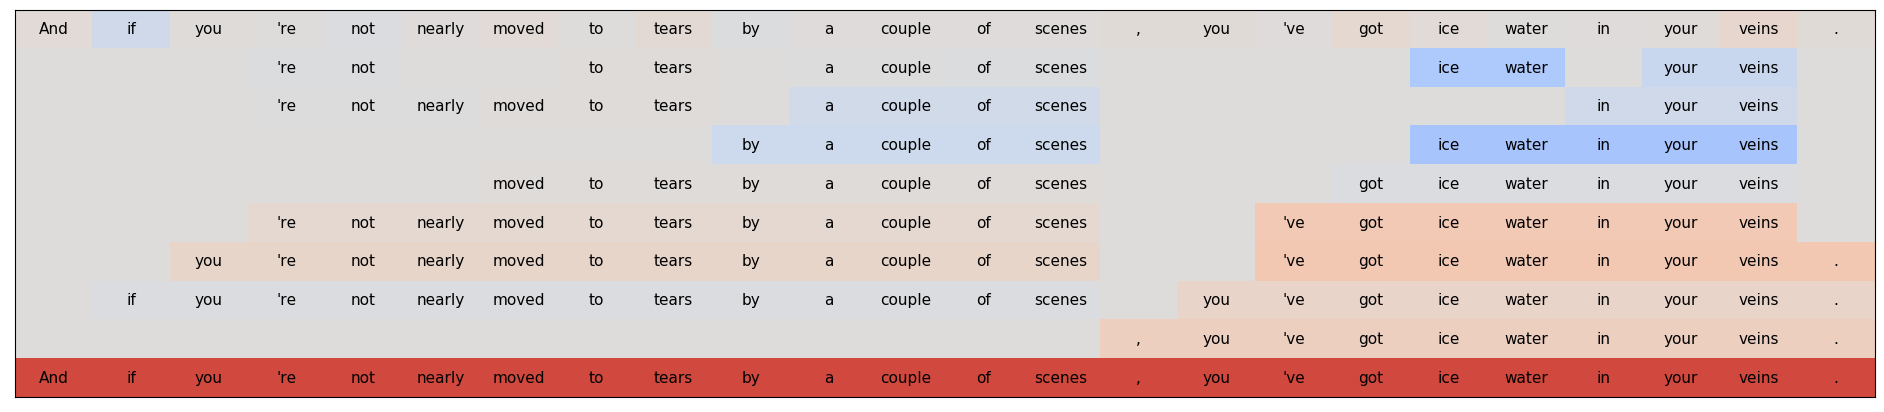 And if you 're not nearly moved to tears by a couple of scenes , you 've got ice water in your veins .
're not to tears a couple of scenes ice water your veins
're not nearly moved to tears a couple of scenes in your veins
by a couple of scenes ice water in your veins
moved to tears by a couple of scenes got ice water in your veins
're not nearly moved to tears by a couple of scenes 've got ice water in your veins
you 're not nearly moved to tears by a couple of scenes 've got ice water in your veins .
if you 're not nearly moved to tears by a couple of scenes you 've got ice water in your veins .
, you 've got ice water in your veins .
And if you 're not nearly moved to tears by a couple of scenes , you 've got ice water in your veins .